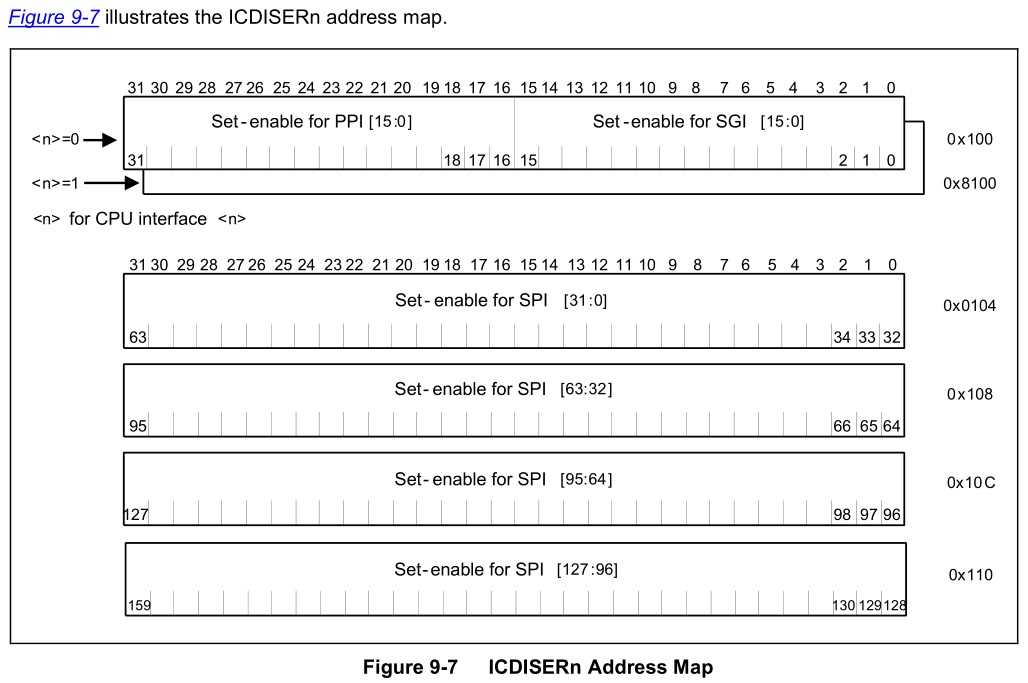 Figure 9-7 illustrates the ICDISERn address map.
31 30 29 28 27 26 25 24 23 22 21 20 19 18 17 16 15 14 13 12 11 10 9 8 7 6 5 4 3 2 1 0
Set-enable for PPI [15:0] Set-enable for SGI [15:0]
<n>=0 0x100
31 18 17 16 15 2 1 0
<n>=1 0x8100
<n> for CPU interface <n>
31 30 29 28 27 26 25 24 23 22 21 20 19 18 17 16 15 14 13 12 11 10 9 8 7 6 5 4 3 2 1 0
Set-enable for SPI [31:0] 0x0104
63 34 33 32
Set-enable for SPI [63:32] 0x108
95 66 65 64
Set-enable for SPI [95:64] 0x10C
127 98 97 96
Set-enable for SPI [127:96] 0x110
159 130 129 128
Figure 9-7 ICDISERn Address Map